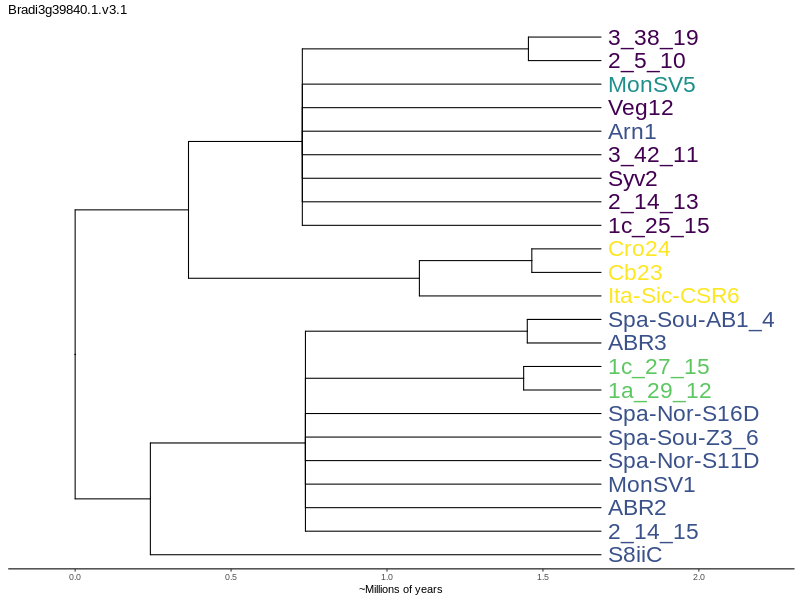 Bradi3g39840.1.v3.1
3_38_19
2_5_10
MonSV5
Veg12
Arn1
3_42_11
Syv2
2_14_13
1c_25_15
Cro24
Cb23
Ita-Sic-CSR6
Spa-Sou-AB1_4
ABR3
1c_27_15
1a_29_12
Spa-Nor-S16D
Spa-Sou-Z3_6
Spa-Nor-S11D
MonSV1
ABR2
2_14_15
S8iiC
0.0 0.5 1.0 1.5 2.0
~Millions of years